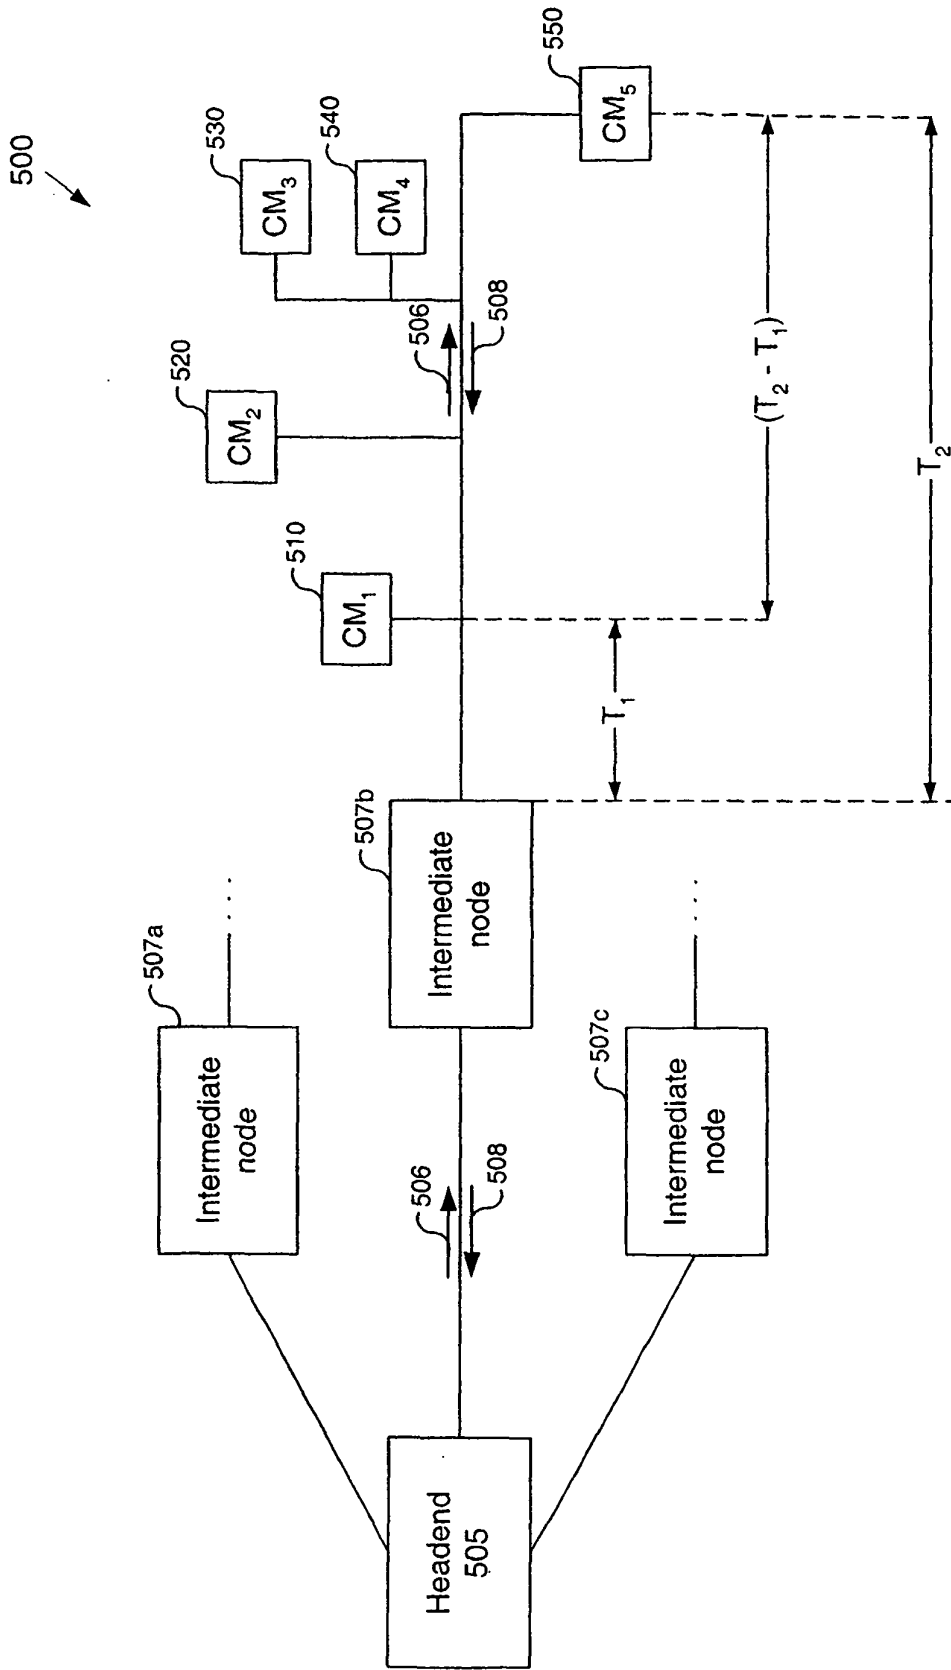 500
Headend
505
506
508
507a
Intermediate
node
507b
Intermediate
node
507c
Intermediate
node
. . .
. . .
510
CM₁
520
CM₂
506
508
530
CM₃
540
CM₄
550
CM₅
T₁
(T₂ - T₁)
T₂